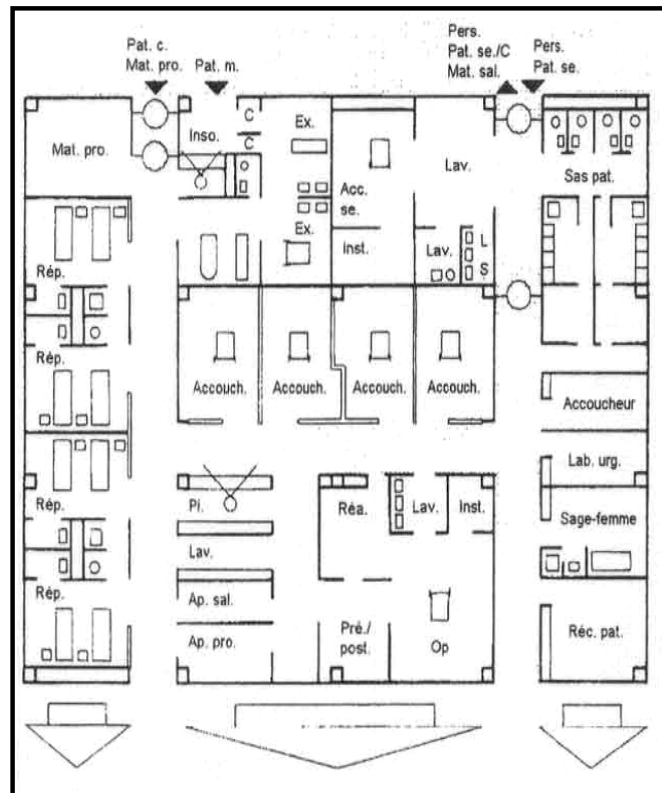 Pat. c.
Mat. pro.
Pat. m.
Pers.
Pat. se./C
Mat. sal.
Pers.
Pat. se.
Mat. pro.
Inso.
C
C
Ex.
Acc.
se.
Lav.
Sas pat.
Rép.
Ex.
Inst.
Lav.
L
S
Rép.
Accouch.
Accouch.
Accouch.
Accouch.
Accoucheur
Lab. urg.
Rép.
Pi.
Réa.
Lav.
Inst.
Sage-femme
Lav.
Rép.
Ap. sal.
Ap. pro.
Pré./
post.
Op
Réc. pat.